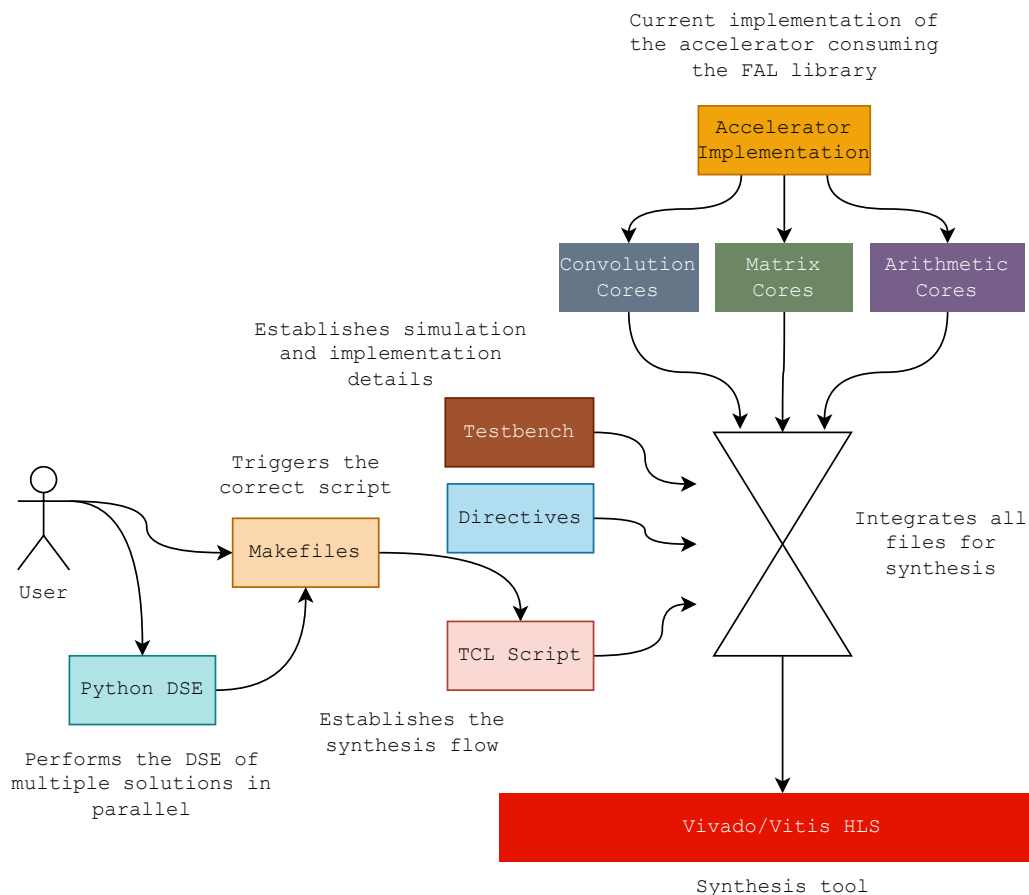 Current implementation of
the accelerator consuming
the FAL library
Accelerator
Implementation
Convolution
Cores
Matrix
Cores
Arithmetic
Cores
Establishes simulation
and implementation
details
Testbench
Triggers the
correct script
Directives
Integrates all
files for
synthesis
Makefiles
User
TCL Script
Python DSE
Establishes the
synthesis flow
Performs the DSE of
multiple solutions in
parallel
Vivado/Vitis HLS
Synthesis tool